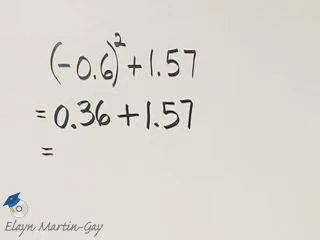 (-0.6)² + 1.57
= 0.36 + 1.57
=
Elayn Martin-Gay